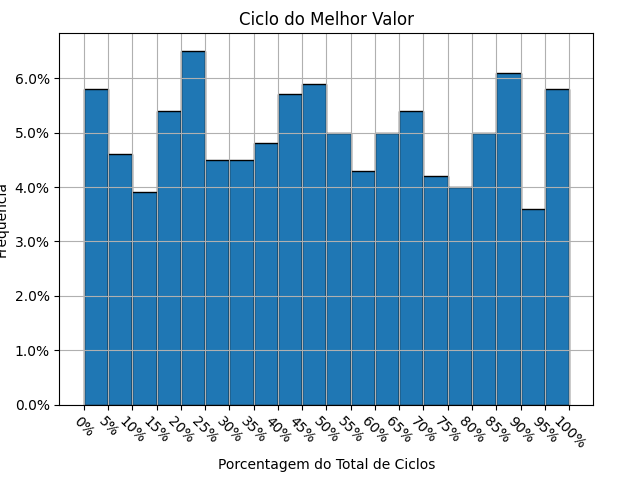 Ciclo do Melhor Valor
Frequência
6.0%
5.0%
4.0%
3.0%
2.0%
1.0%
0.0%
0% 5% 10% 15% 20% 25% 30% 35% 40% 45% 50% 55% 60% 65% 70% 75% 80% 85% 90% 95% 100%
Porcentagem do Total de Ciclos